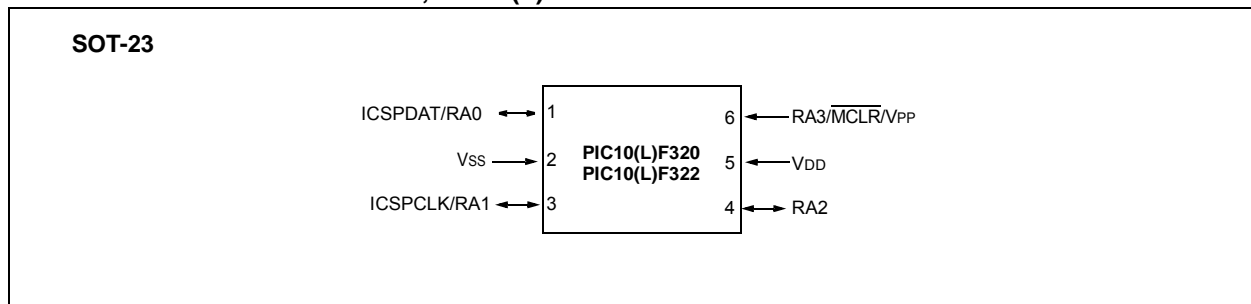 SOT-23
ICSPDAT/RA0 1 6 RA3/MCLR/VPP
VSS 2 PIC10(L)F320 5 VDD
PIC10(L)F322
ICSPCLK/RA1 3 4 RA2